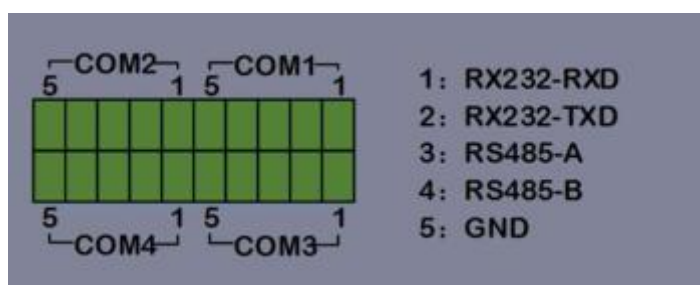 COM2 COM1
5 1 5 1
5 1 5 1
COM4 COM3
1: RX232-RXD
2: RX232-TXD
3: RS485-A
4: RS485-B
5: GND